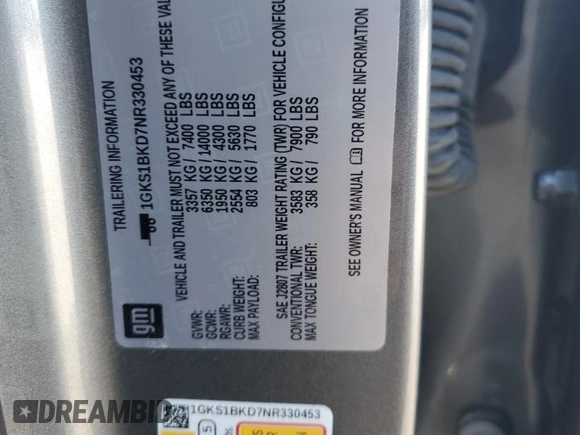 TRAILERING INFORMATION
1GKS1BKD7NR330453
VEHICLE AND TRAILER MUST NOT EXCEED ANY OF THESE VAL
GVWR: 3357 KG / 7400 LBS
GCWR: 6350 KG / 14000 LBS
RGAWR: 1950 KG / 4300 LBS
CURB WEIGHT: 2554 KG / 5630 LBS
MAX PAYLOAD: 803 KG / 1770 LBS
SAE J2807 TRAILER WEIGHT RATING (TWR) FOR VEHICLE CONFIGU
CONVENTIONAL TWR: 3583 KG / 7900 LBS
MAX TONGUE WEIGHT: 358 KG / 790 LBS
SEE OWNER'S MANUAL FOR MORE INFORMATION
gm
1GKS1BKD7NR330453
DREAMBID